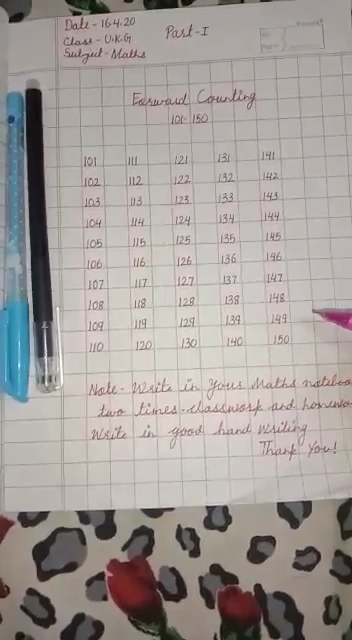 Date - 16.4.20
Part - I
Class - U.K.G
Subject - Maths
Forward Counting
101 - 150
101 111 121 131 141
102 112 122 132 142
103 113 123 133 143
104 114 124 134 144
105 115 125 135 145
106 116 126 136 146
107 117 127 137 147
108 118 128 138 148
109 119 129 139 149
110 120 130 140 150
Note - Write in your Maths notebook
two times - classwork and homewo
Write in good hand writing
Thank You!